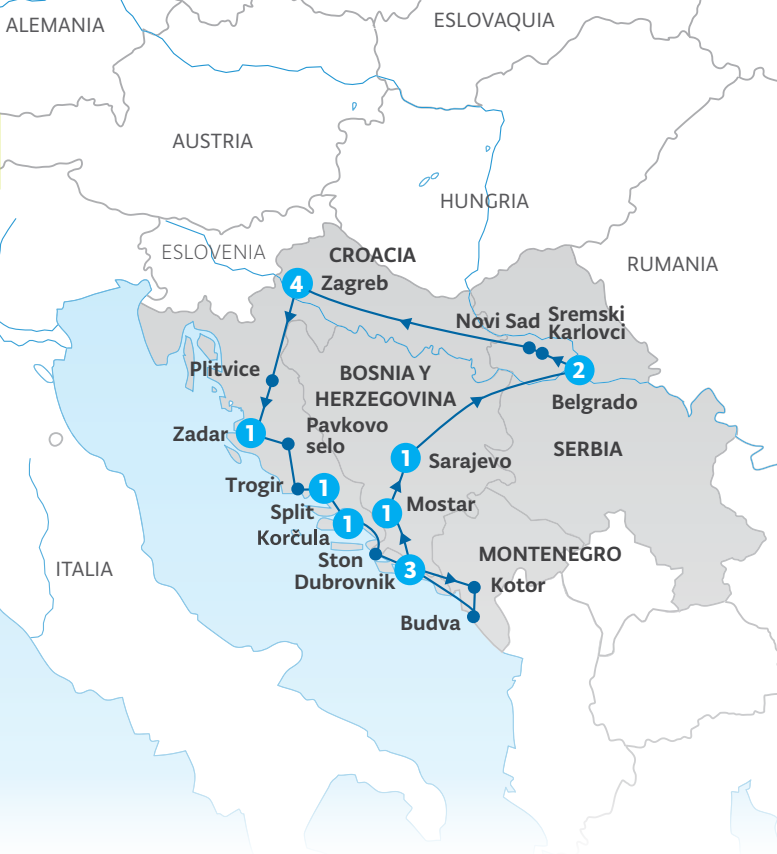 ALEMANIA
ESLOVAQUIA
AUSTRIA
HUNGRIA
ESLOVENIA
CROACIA
RUMANIA
4
Zagreb
Novi Sad
Sremski
Karlovci
Plitvice
BOSNIA Y
HERZEGOVINA
2
Belgrado
Zadar
1
Pavkovo
selo
SERBIA
1
Sarajevo
Trogir
1
Split
1
Mostar
Korčula
1
Ston
MONTENEGRO
ITALIA
Dubrovnik
3
Kotor
Budva